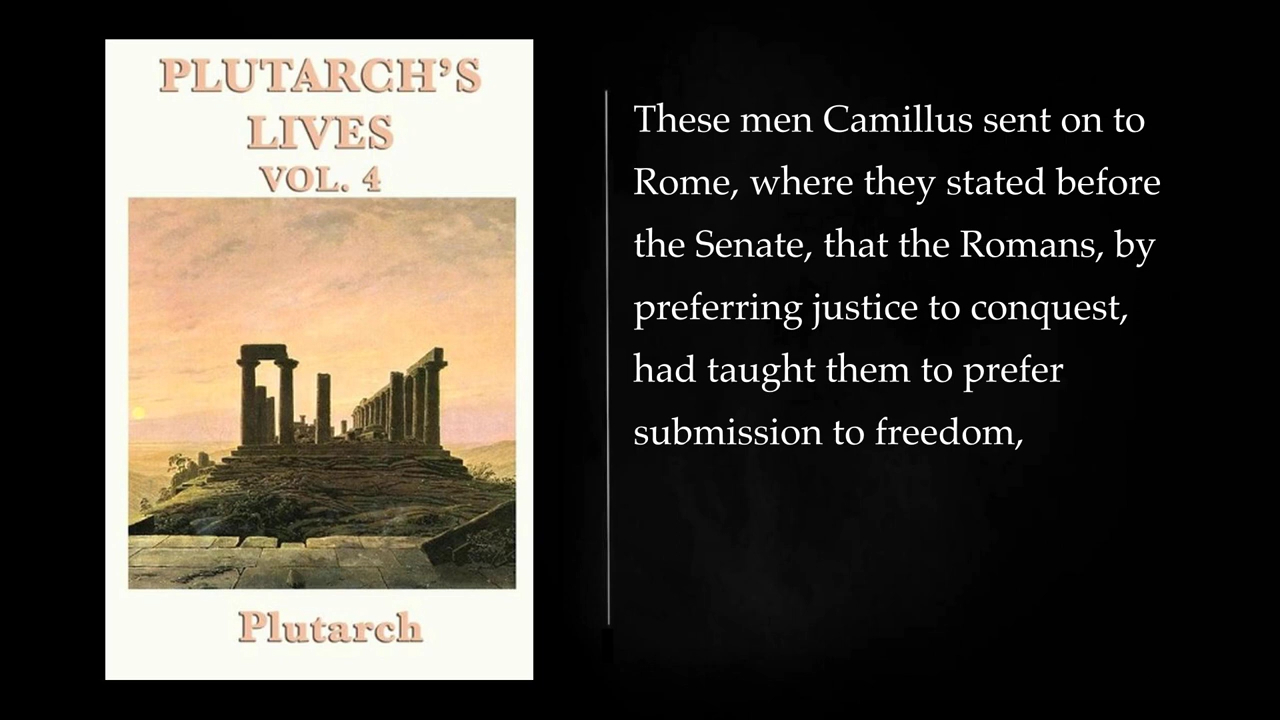 PLUTARCH’S
LIVES
VOL. 4
Plutarch
These men Camillus sent on to
Rome, where they stated before
the Senate, that the Romans, by
preferring justice to conquest,
had taught them to prefer
submission to freedom,